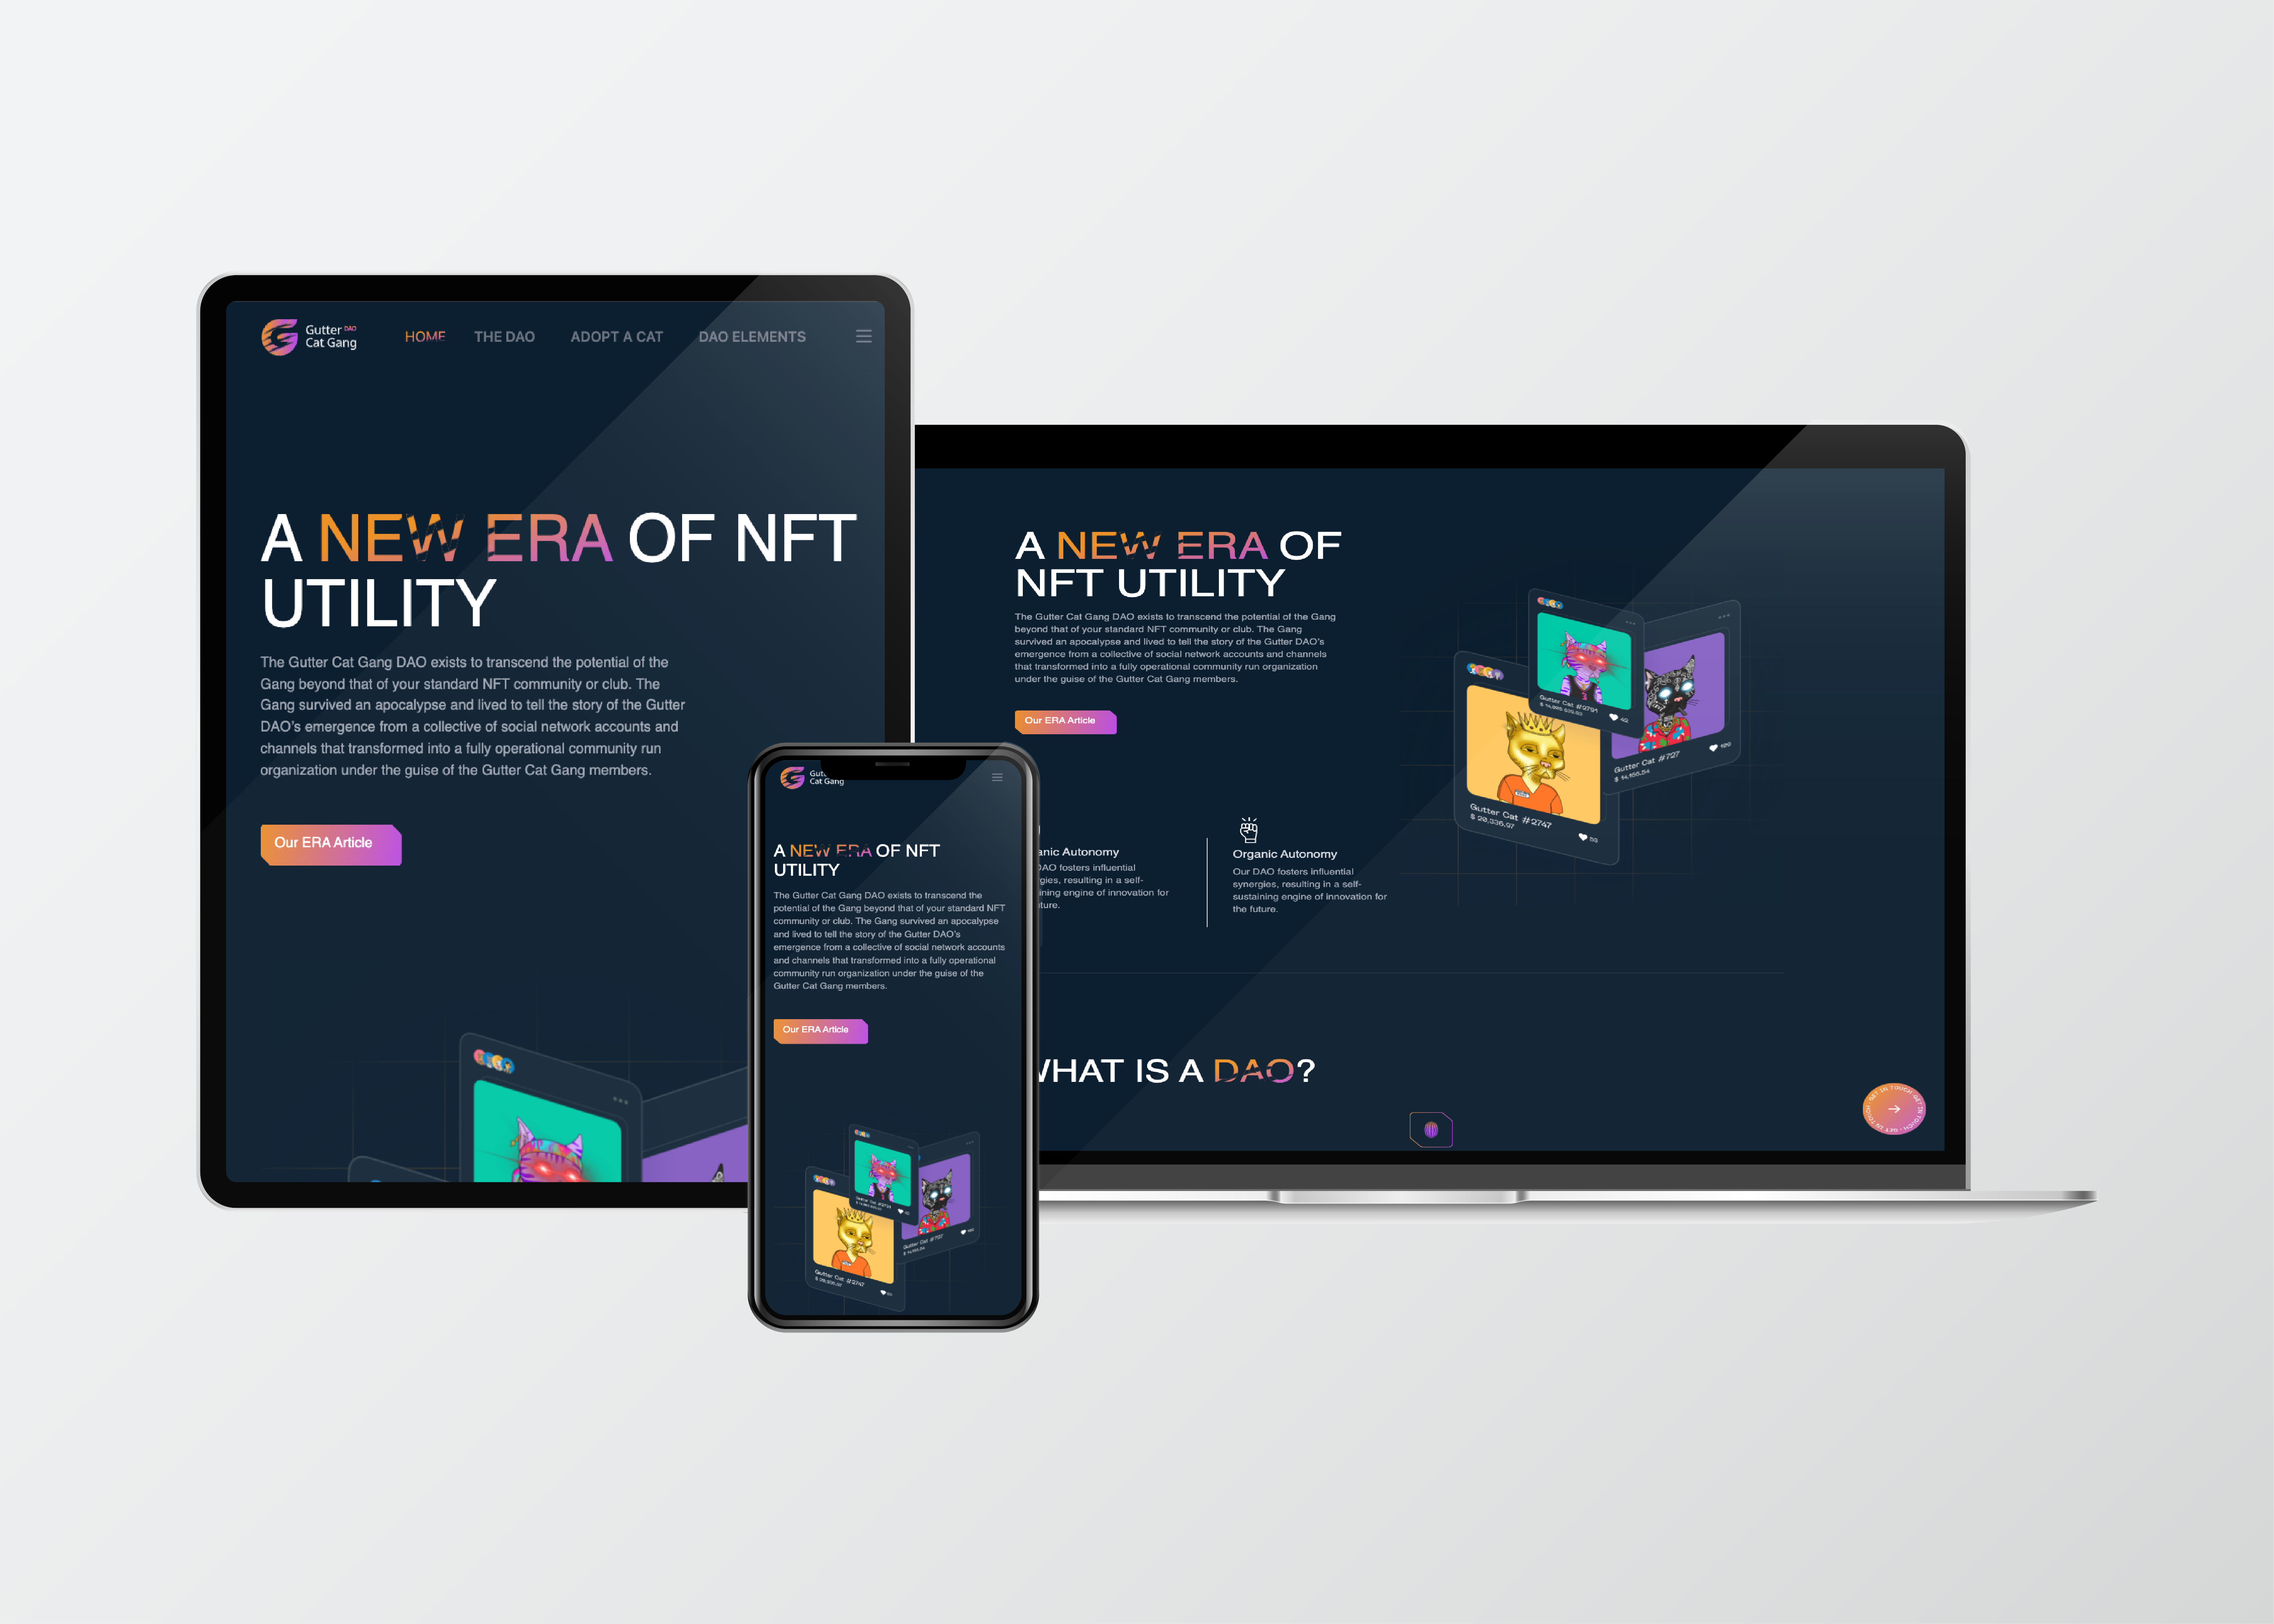 Gutter DAO
Cat Gang
HOME
THE DAO
ADOPT A CAT
DAO ELEMENTS
A NEW ERA OF NFT
UTILITY
The Gutter Cat Gang DAO exists to transcend the potential of the
Gang beyond that of your standard NFT community or club. The
Gang survived an apocalypse and lived to tell the story of the Gutter
DAO's emergence from a collective of social network accounts and
channels that transformed into a fully operational community run
organization under the guise of the Gutter Cat Gang members.
Our ERA Article
Cat Gang
A NEW ERA OF NFT
UTILITY
The Gutter Cat Gang DAO exists to transcend the
potential of the Gang beyond that of your standard NFT
community or club. The Gang survived an apocalypse
and lived to tell the story of the Gutter DAO's
emergence from a collective of social network accounts
and channels that transformed into a fully operational
community run organization under the guise of the
Gutter Cat Gang members.
Our ERA Article
Gutter Cat #2747
Gutter Cat #727
A NEW ERA OF
NFT UTILITY
The Gutter Cat Gang DAO exists to transcend the potential of the Gang
beyond that of your standard NFT community or club. The Gang
survived an apocalypse and lived to tell the story of the Gutter DAO's
emergence from a collective of social network accounts and channels
that transformed into a fully operational community run organization
under the guise of the Gutter Cat Gang members.
Our ERA Article
Gutter Cat #2791
Gutter Cat #727
$ 14,166.54
Gutter Cat #2747
$ 20,336.97
anic Autonomy
DAO fosters influential
gies, resulting in a self-
ining engine of innovation for
ture.
Organic Autonomy
Our DAO fosters influential
synergies, resulting in a self-
sustaining engine of innovation for
the future.
WHAT IS A DAO?
GET IN TOUCH